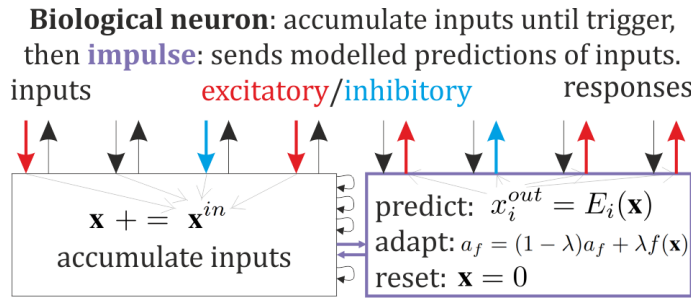 Biological neuron: accumulate inputs until trigger,
then impulse: sends modelled predictions of inputs.
inputs excitatory/inhibitory responses
x += x^{in}
accumulate inputs
predict: x_i^{out} = E_i(x)
adapt: a_f = (1 − λ)a_f + λf(x)
reset: x = 0